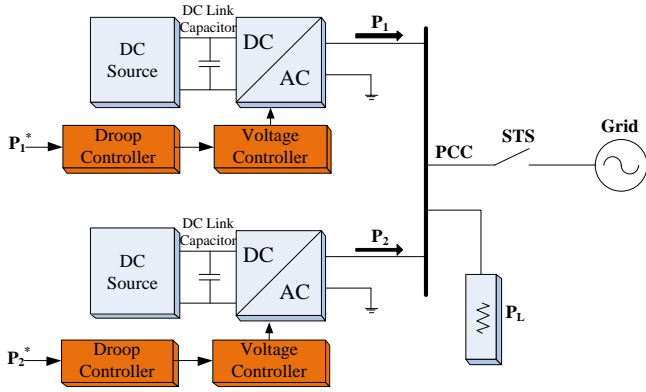 DC Link
Capacitor
DC
Source
DC
AC
P1
P1*
Droop
Controller
Voltage
Controller
PCC
STS
Grid
DC Link
Capacitor
DC
Source
DC
AC
P2
PL
P2*
Droop
Controller
Voltage
Controller